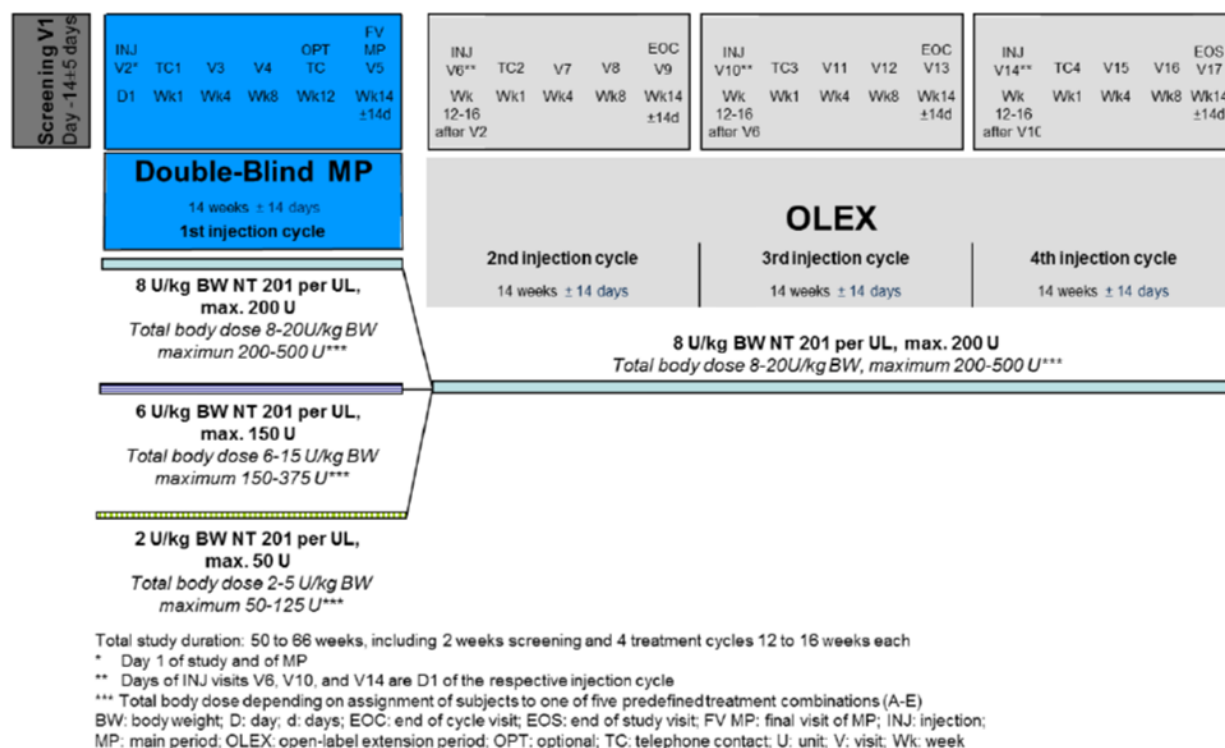 Screening V1
Day -14±5 days
INJ
V2*
D1
TC1
Wk1
V3
Wk4
V4
Wk8
OPT
TC
Wk12
FV
MP
V5
Wk14
±14d
INJ
V6**
Wk
12-16
after V2
TC2
Wk1
V7
Wk4
V8
Wk8
EOC
V9
Wk14
±14d
INJ
V10**
Wk
12-16
after V6
TC3
Wk1
V11
Wk4
V12
Wk8
EOC
V13
Wk14
±14d
INJ
V14**
Wk
12-16
after V10
TC4
Wk1
V15
Wk4
V16
Wk8
EOS
V17
Wk14
±14d
Double-Blind MP
14 weeks ± 14 days
1st injection cycle
OLEX
2nd injection cycle
14 weeks ± 14 days
3rd injection cycle
14 weeks ± 14 days
4th injection cycle
14 weeks ± 14 days
8 U/kg BW NT 201 per UL,
max. 200 U
Total body dose 8-20U/kg BW
maximun 200-500 U***
8 U/kg BW NT 201 per UL, max. 200 U
Total body dose 8-20U/kg BW, maximum 200-500 U***
6 U/kg BW NT 201 per UL,
max. 150 U
Total body dose 6-15 U/kg BW
maximum 150-375 U***
2 U/kg BW NT 201 per UL,
max. 50 U
Total body dose 2-5 U/kg BW
maximum 50-125 U***
Total study duration: 50 to 66 weeks, including 2 weeks screening and 4 treatment cycles 12 to 16 weeks each
* Day 1 of study and of MP
** Days of INJ visits V6, V10, and V14 are D1 of the respective injection cycle
*** Total body dose depending on assignment of subjects to one of five predefined treatment combinations (A-E)
BW: body weight; D: day; d: days; EOC: end of cycle visit; EOS: end of study visit; FV MP: final visit of MP; INJ: injection;
MP: main period; OLEX: open-label extension period; OPT: optional; TC: telephone contact; U: unit; V: visit; Wk: week